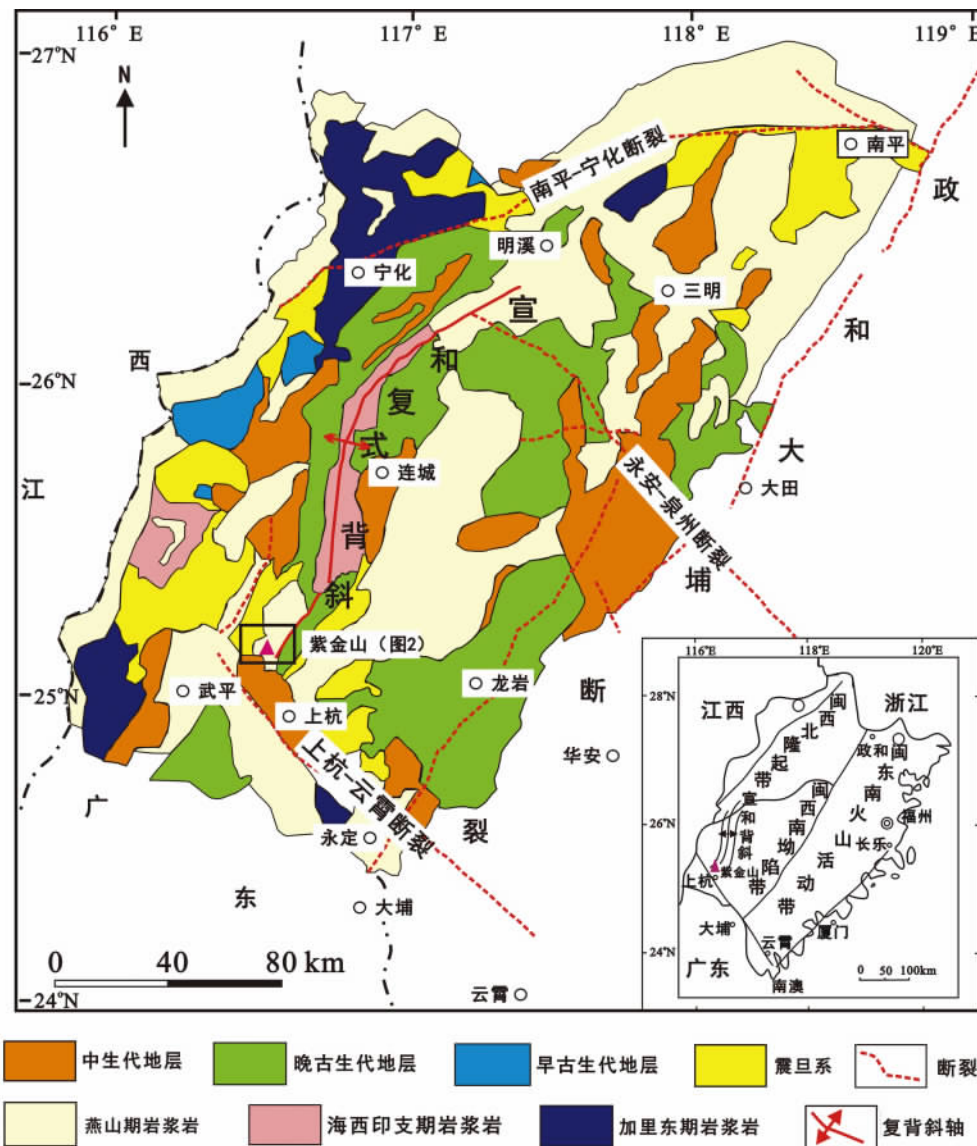 116° E
117° E
118° E
119° E
27°N
N
南平-宁化断裂
南平
政
明溪
宁化
宣
三明
和
和
西
26°N
复
式
连城
大
江
大田
永安-泉州断裂
背
埔
斜
紫金山（图2）
25°N
武平
龙岩
断
上杭
华安
上杭-云霄断裂
广
裂
永定
东
大埔
0 40 80 km
24°N
云霄
116°E
118°E
120°E
28°N
江西
浙江
闽
西
北
隆
起
带
政和
闽
东
南
火
山
活
动
带
宣
和
背
斜
闽
西
南
坳
陷
带
福州
26°N
长乐
紫金山
上杭
大埔
厦门
云霄
24°N
广东
南澳
0 50 100km
中生代地层
晚古生代地层
早古生代地层
震旦系
断裂
燕山期岩浆岩
海西印支期岩浆岩
加里东期岩浆岩
复背斜轴